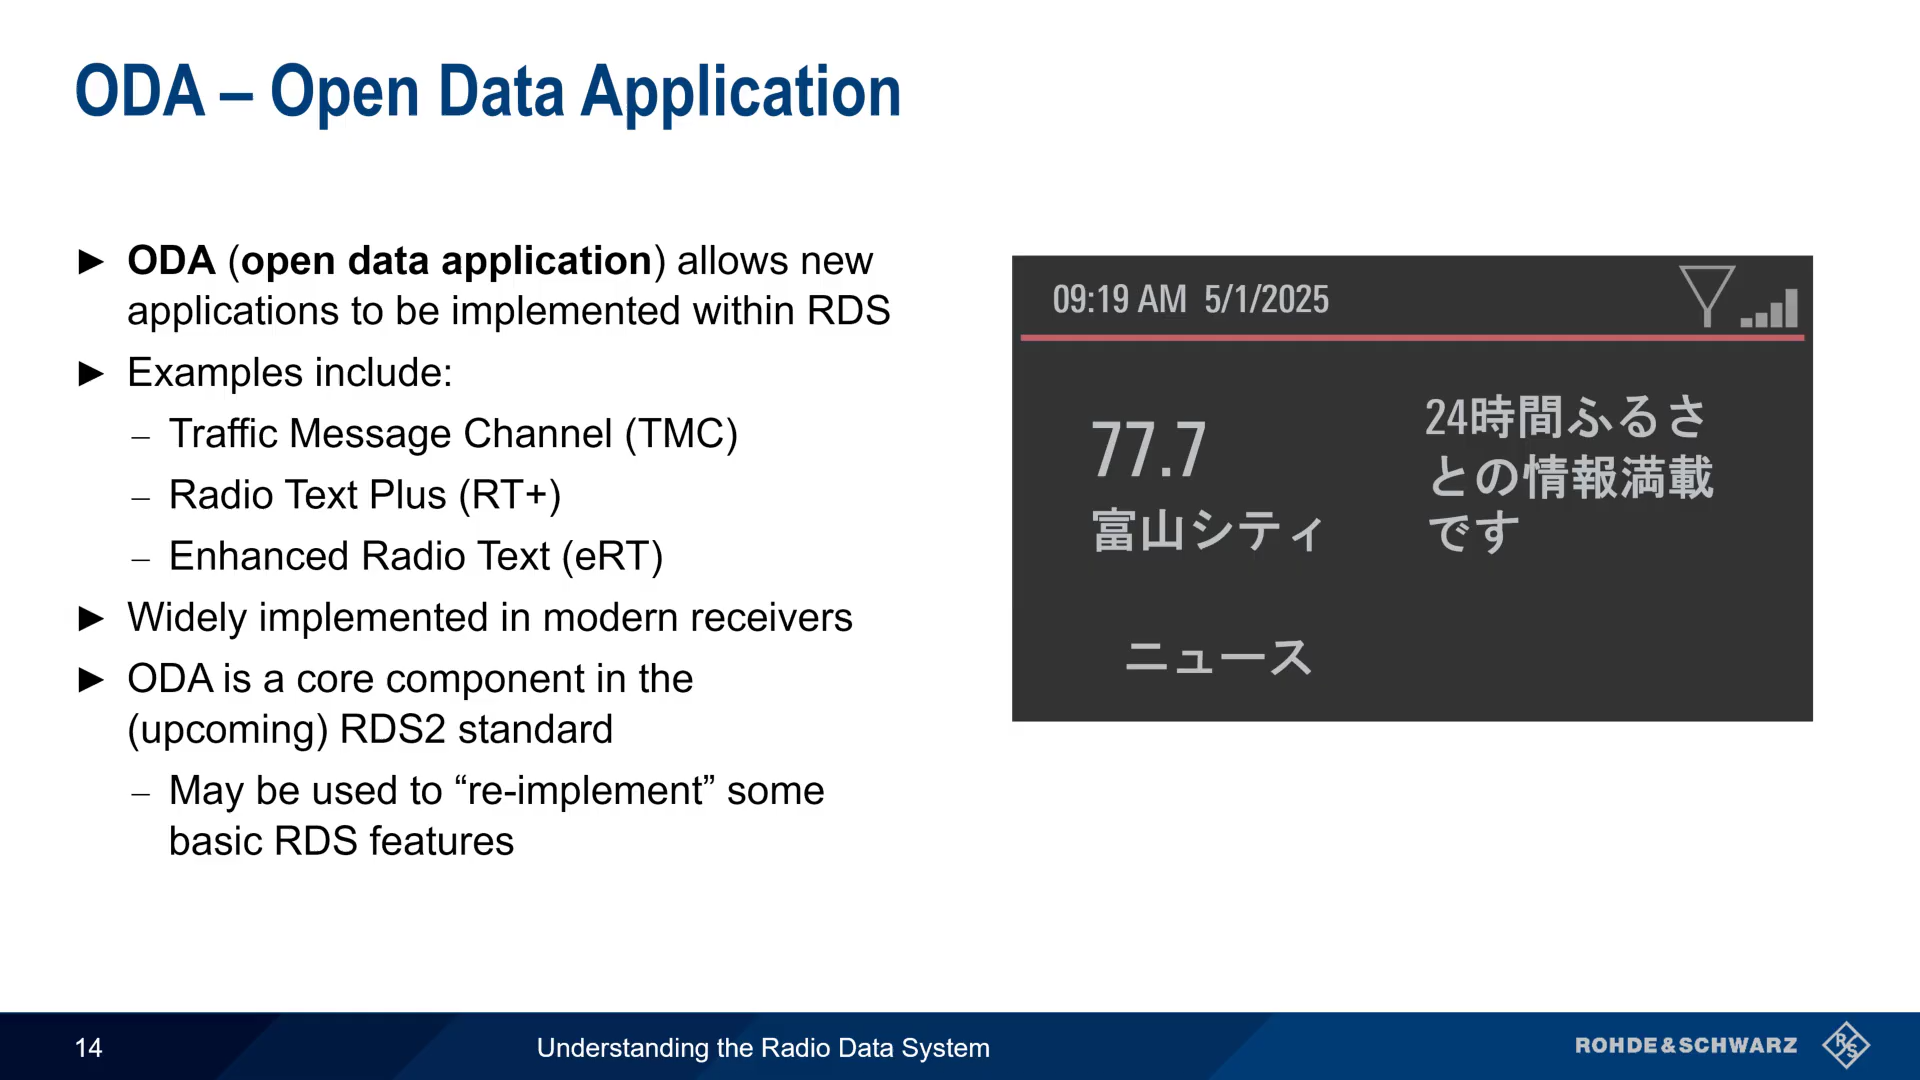 ODA – Open Data Application
► ODA (open data application) allows new
applications to be implemented within RDS
► Examples include:
– Traffic Message Channel (TMC)
– Radio Text Plus (RT+)
– Enhanced Radio Text (eRT)
► Widely implemented in modern receivers
► ODA is a core component in the
(upcoming) RDS2 standard
– May be used to “re-implement” some
basic RDS features
09:19 AM 5/1/2025
77.7
富山シティ
ニュース
24時間ふるさ
との情報満載
です
14
Understanding the Radio Data System
ROHDE&SCHWARZ
R&S